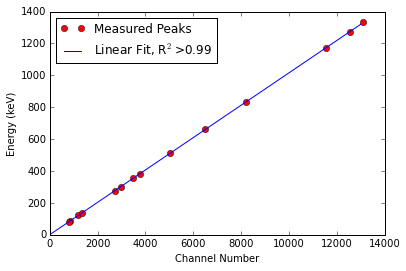 1400
1200
1000
800
600
400
200
0
Energy (keV)
Measured Peaks
Linear Fit, R² >0.99
0 2000 4000 6000 8000 10000 12000 14000
Channel Number